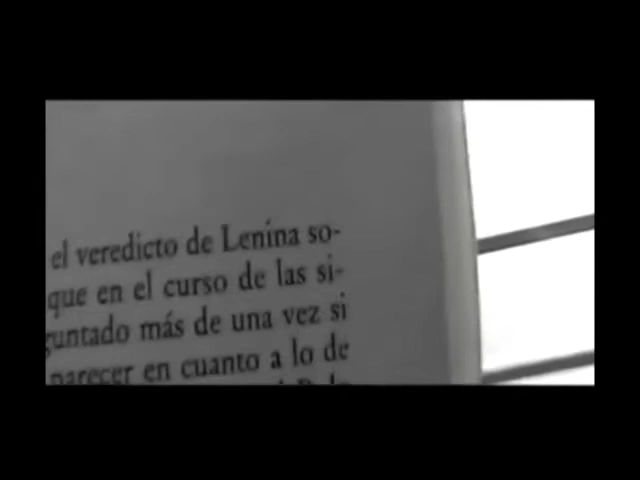 el veredicto de Lenina so-
que en el curso de las si-
guntado más de una vez si
parecer en cuanto a lo de